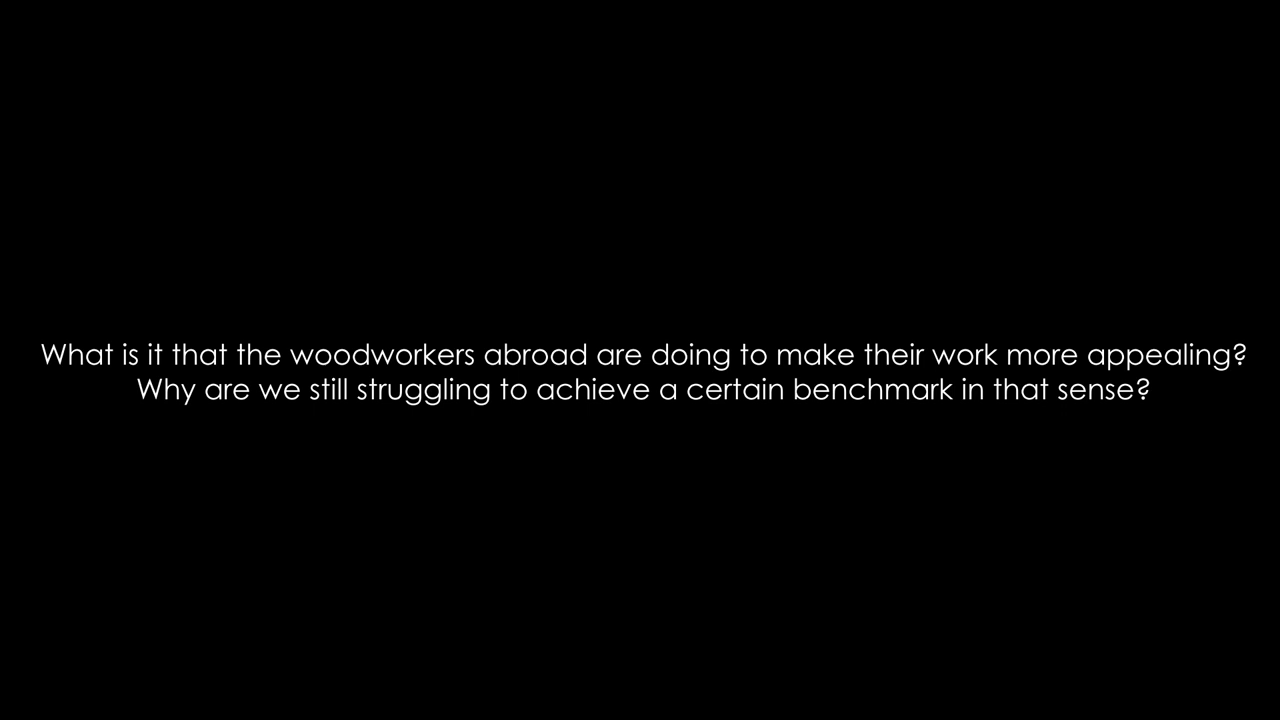 What is it that the woodworkers abroad are doing to make their work more appealing?
Why are we still struggling to achieve a certain benchmark in that sense?